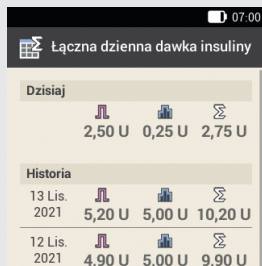 07:00
Łączna dzienna dawka insuliny
Dzisiaj
2,50 U 0,25 U 2,75 U
Historia
13 Lis.
2021 5,20 U 5,00 U 10,20 U
12 Lis.
2021 4,90 U 5,00 U 9,90 U